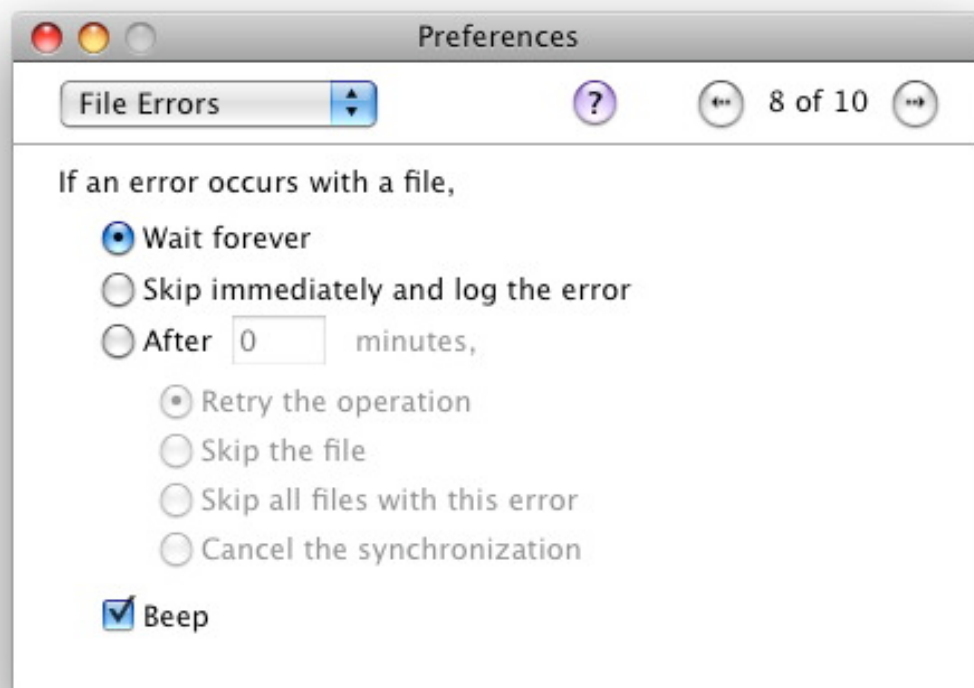 Preferences
File Errors ? 8 of 10
If an error occurs with a file,
Wait forever
Skip immediately and log the error
After 0 minutes,
Retry the operation
Skip the file
Skip all files with this error
Cancel the synchronization
Beep